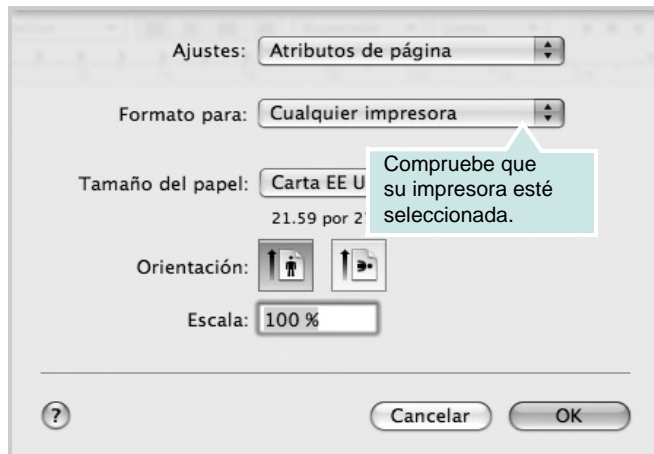 Ajustes: Atributos de página
Formato para: Cualquier impresora
Compruebe que
su impresora esté
seleccionada.
Tamaño del papel: Carta EE U
21.59 por 2
Orientación:
Escala: 100 %
? Cancelar OK